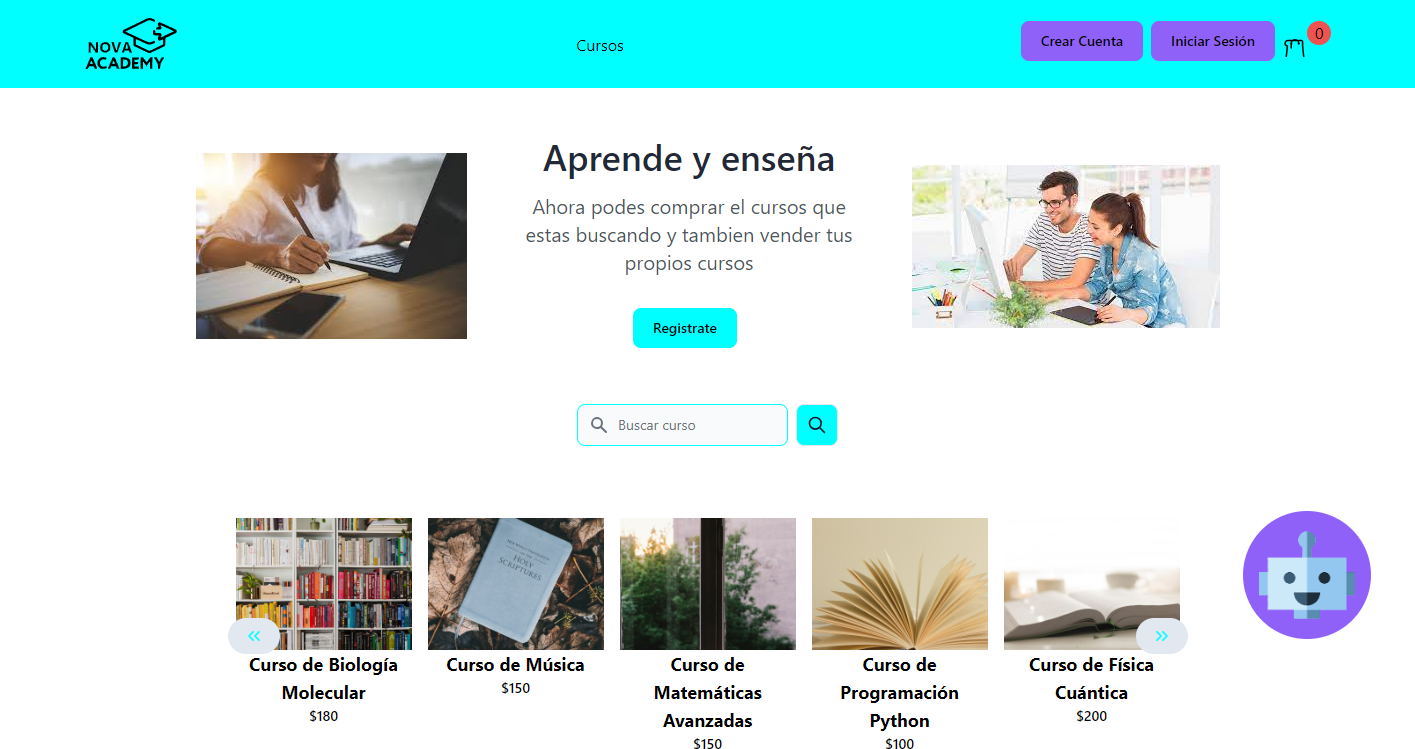 NOVA
ACADEMY
Cursos
Crear Cuenta
Iniciar Sesión
0
Aprende y enseña
Ahora podes comprar el cursos que
estas buscando y tambien vender tus
propios cursos
Registrate
Buscar curso
HOLY
SCRIPTURES
Curso de Biología
Molecular
$180
Curso de Música
$150
Curso de
Matemáticas
Avanzadas
$150
Curso de
Programación
Python
$100
Curso de Física
Cuántica
$200